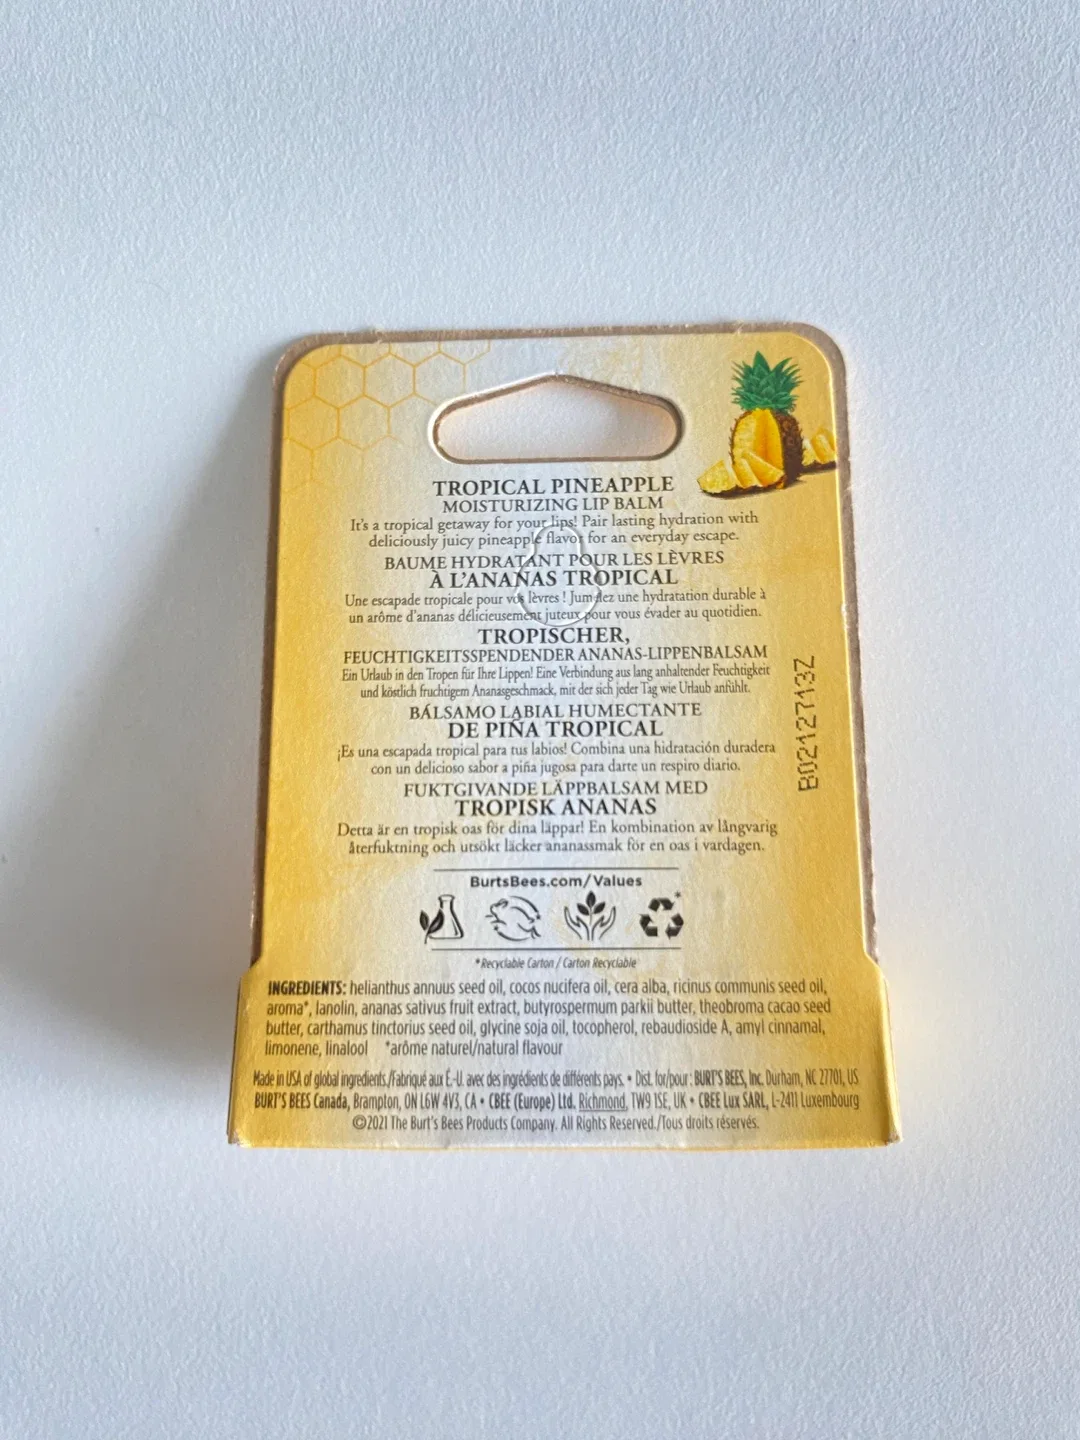 TROPICAL PINEAPPLE
MOISTURIZING LIP BALM
It's a tropical getaway for your lips! Pair lasting hydration with
deliciously juicy pineapple flavor for an everyday escape.
BAUME HYDRATANT POUR LES LÈVRES
À L'ANANAS TROPICAL
Une escapade tropicale pour vos lèvres ! Jumelez une hydratation durable à
un arôme d'ananas délicieusement juteux pour vous évader au quotidien.
TROPISCHER,
FEUCHTIGKEITSSPENDENDER ANANAS-LIPPENBALSAM
Ein Urlaub in den Tropen für Ihre Lippen! Eine Verbindung aus lang anhaltender Feuchtigkeit
und köstlich fruchtigem Ananasgeschmack, mit der sich jeder Tag wie Urlaub anfühlt.
BÁLSAMO LABIAL HUMECTANTE
DE PIÑA TROPICAL
¡Es una escapada tropical para tus labios! Combina una hidratación duradera
con un delicioso sabor a piña jugosa para darte un respiro diario.
FUKTGIVANDE LÄPPBALSAM MED
TROPISK ANANAS
Detta är en tropisk oas för dina läppar! En kombination av långvarig
återfuktning och utsökt läcker ananassmak för en oas i vardagen.
B0212713Z
BurtsBees.com/Values
*
*Recyclable Carton / Carton Recyclable
INGREDIENTS: helianthus annuus seed oil, cocos nucifera oil, cera alba, ricinus communis seed oil,
aroma*, lanolin, ananas sativus fruit extract, butyrospermum parkii butter, theobroma cacao seed
butter, carthamus tinctorius seed oil, glycine soja oil, tocopherol, rebaudioside A, amyl cinnamal,
limonene, linalool *arôme naturel/natural flavour
Made in USA of global ingredients./Fabriqué aux É.-U. avec des ingrédients de différents pays. • Dist. for/pour: BURT'S BEES, Inc. Durham, NC 27701, US
BURT'S BEES Canada, Brampton, ON L6W 4V3, CA • CBEE (Europe) Ltd. Richmond, TW9 1SE, UK • CBEE Lux SARL, L-2411 Luxembourg
©2021 The Burt's Bees Products Company. All Rights Reserved./Tous droits réservés.